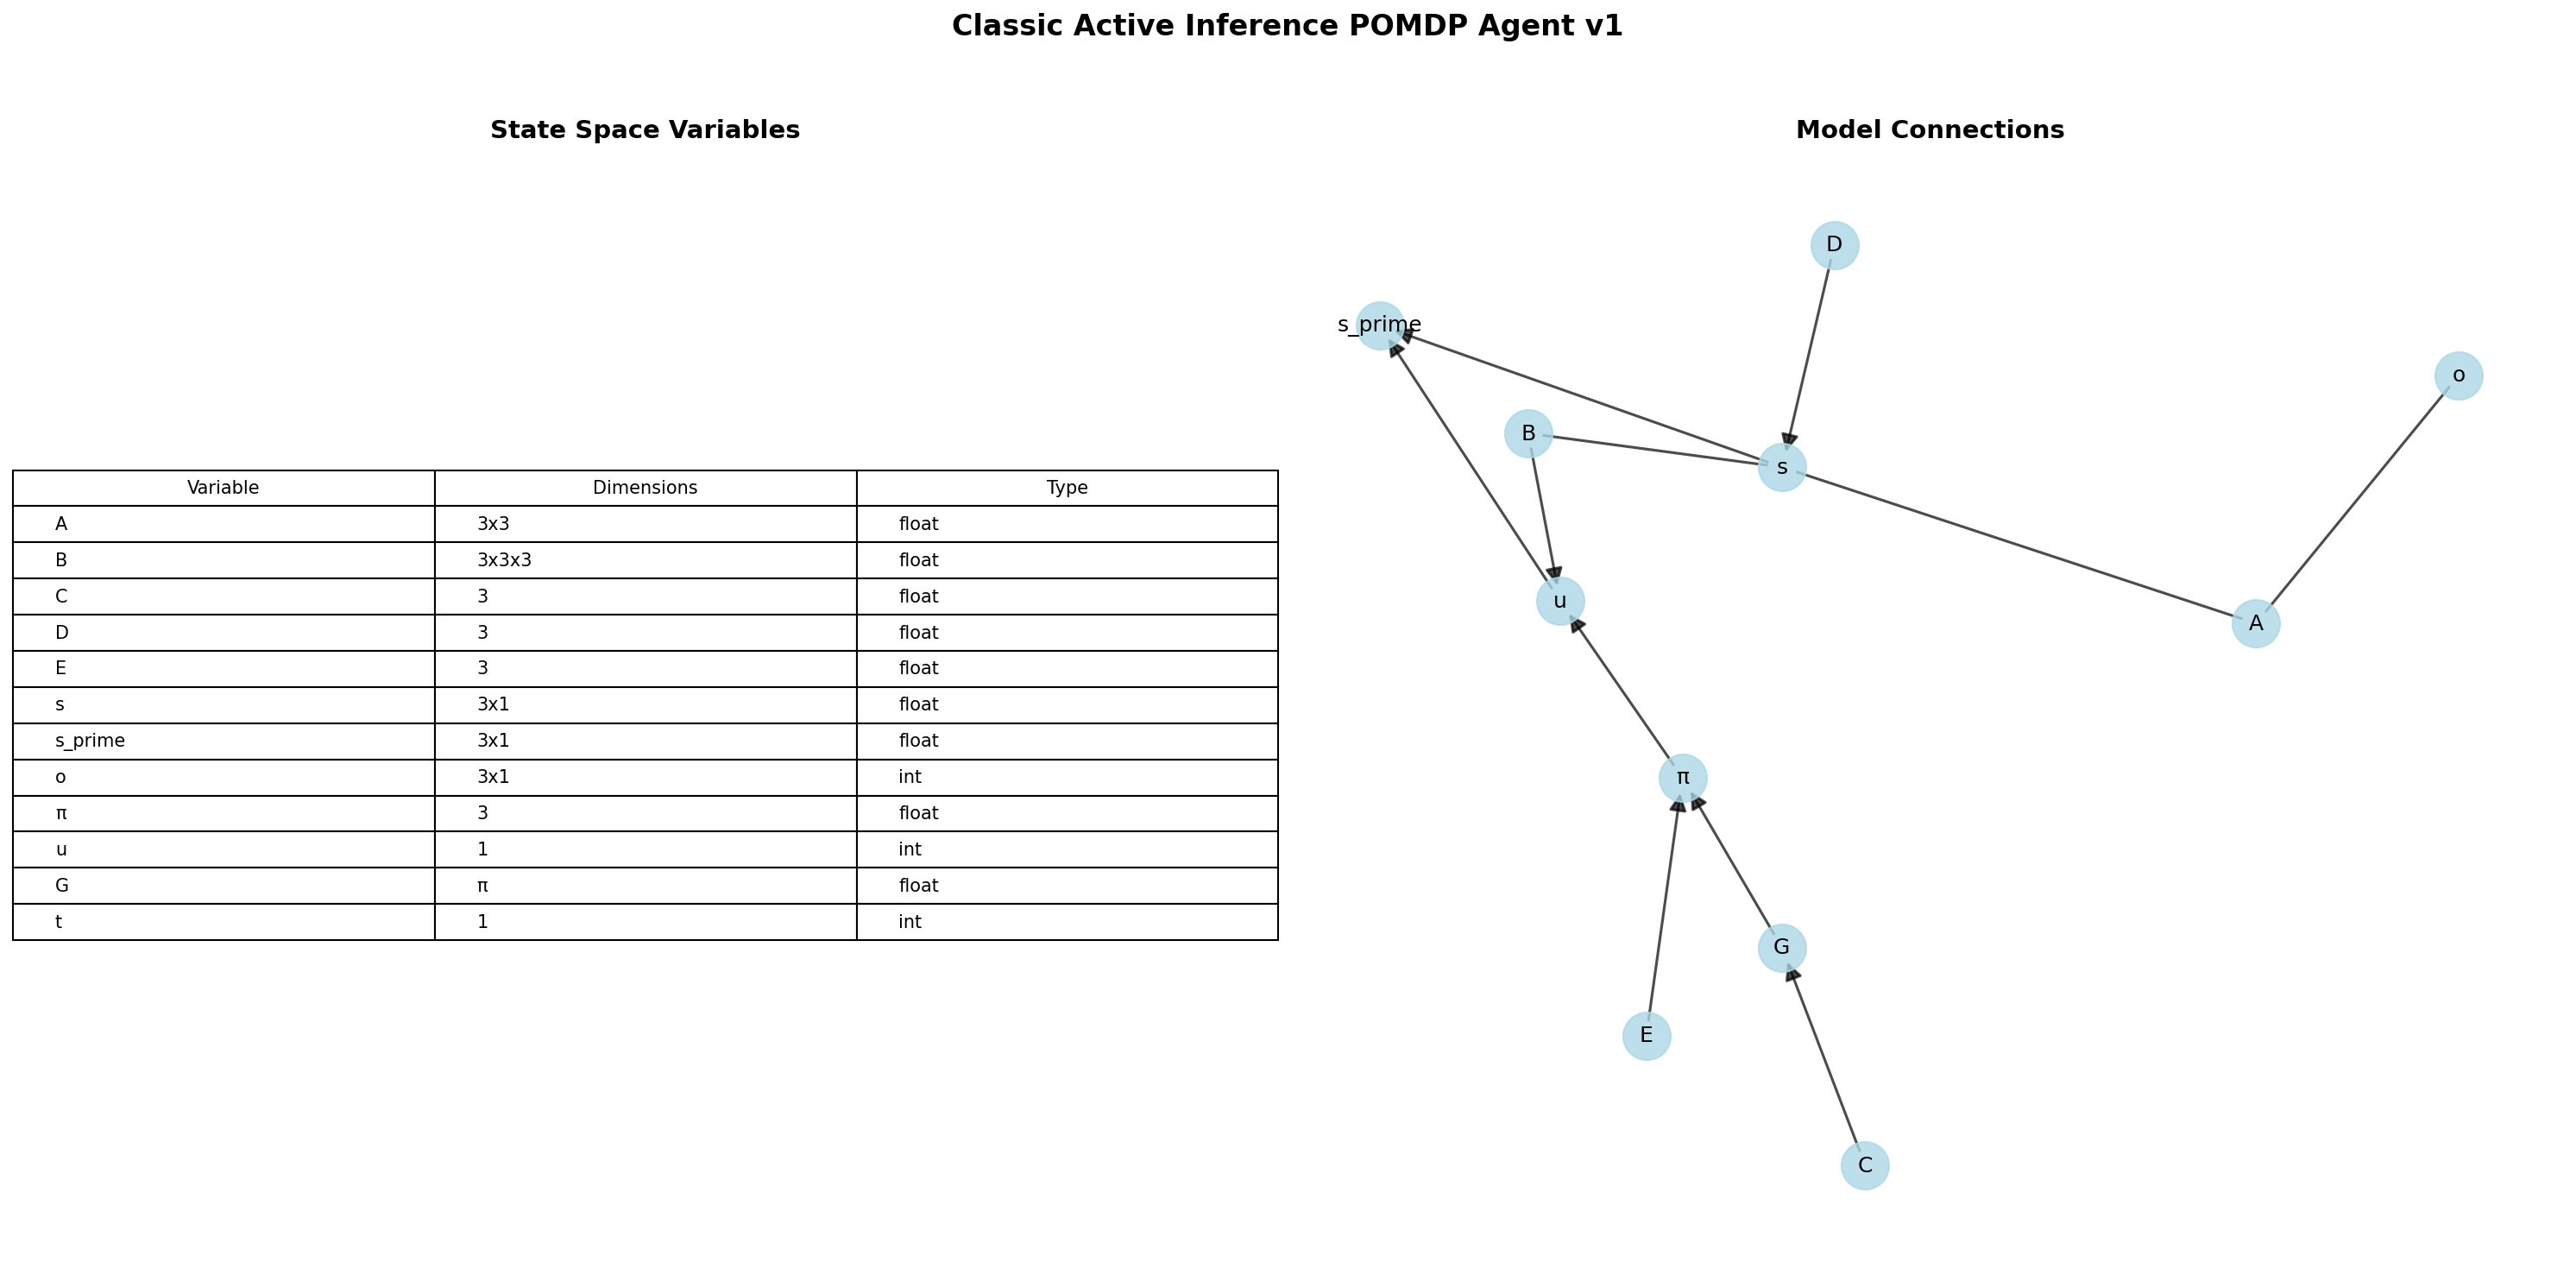 Classic Active Inference POMDP Agent v1
State Space Variables
Variable Dimensions Type
A 3x3 float
B 3x3x3 float
C 3 float
D 3 float
E 3 float
s 3x1 float
s_prime 3x1 float
o 3x1 int
π 3 float
u 1 int
G π float
t 1 int
Model Connections
D
s_prime
o
B
s
u
A
π
G
E
C